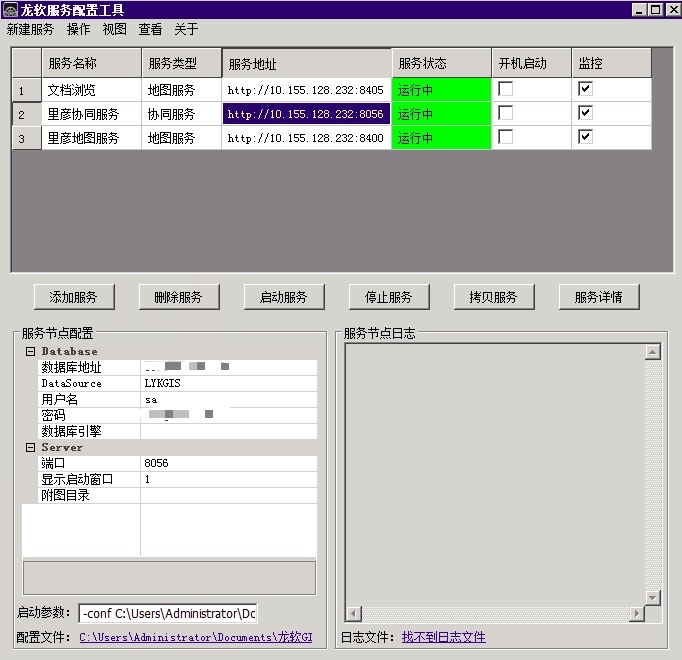 龙软服务配置工具
新建服务 操作 视图 查看 关于
服务名称 服务类型 服务地址 服务状态 开机启动 监控
1 文档浏览 地图服务 http://10.155.128.232:8405 运行中
2 里彦协同服务 协同服务 http://10.155.128.232:8056 运行中
3 里彦地图服务 地图服务 http://10.155.128.232:8400 运行中
添加服务 删除服务 启动服务 停止服务 拷贝服务 服务详情
服务节点配置
Database
数据库地址
DataSource LYKGIS
用户名 sa
密码
数据库引擎
Server
端口 8056
显示启动窗口 1
附图目录
启动参数: -conf C:\Users\Administrator\Dc
配置文件: C:\Users\Administrator\Documents\龙软GI
服务节点日志
日志文件: 找不到日志文件